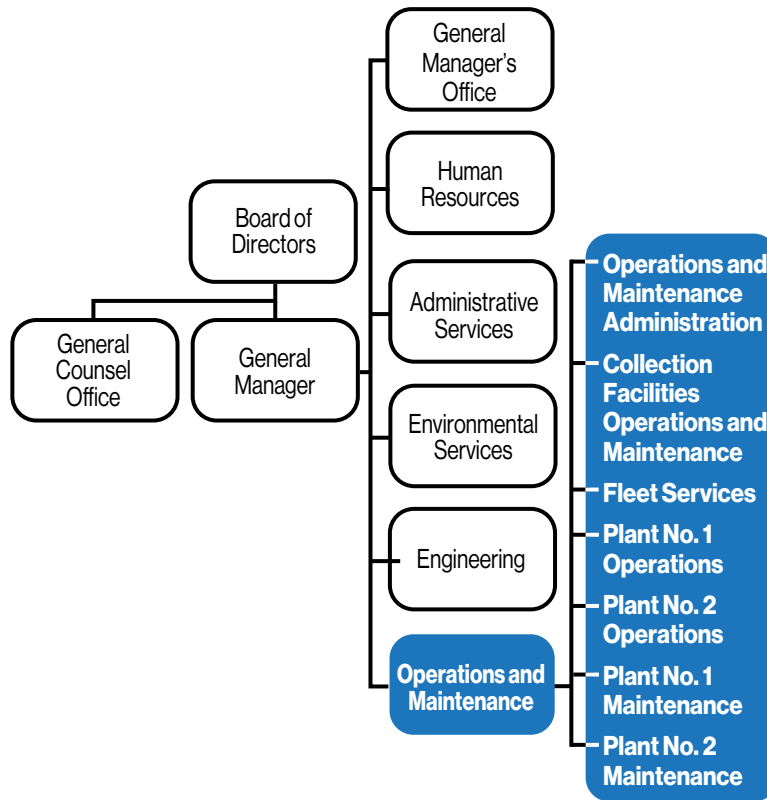 General
Manager's
Office
Human
Resources
Board of
Directors
Administrative
Services
General
Counsel
Office
General
Manager
Environmental
Services
Engineering
Operations and
Maintenance
Operations and
Maintenance
Administration
Collection
Facilities
Operations and
Maintenance
Fleet Services
Plant No. 1
Operations
Plant No. 2
Operations
Plant No. 1
Maintenance
Plant No. 2
Maintenance